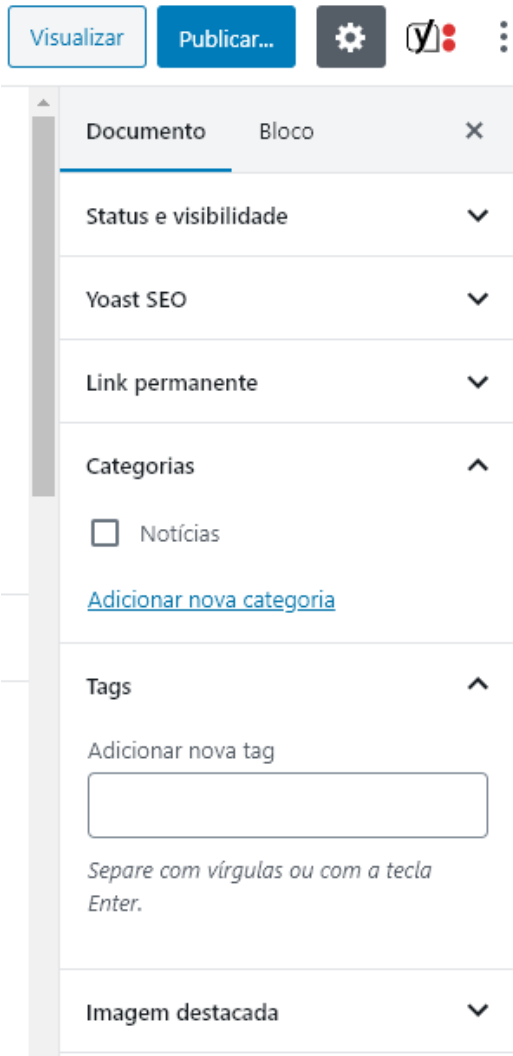 Visualizar
Publicar...
Documento
Bloco
Status e visibilidade
Yoast SEO
Link permanente
Categorias
Notícias
Adicionar nova categoria
Tags
Adicionar nova tag
Separe com vírgulas ou com a tecla
Enter.
Imagem destacada